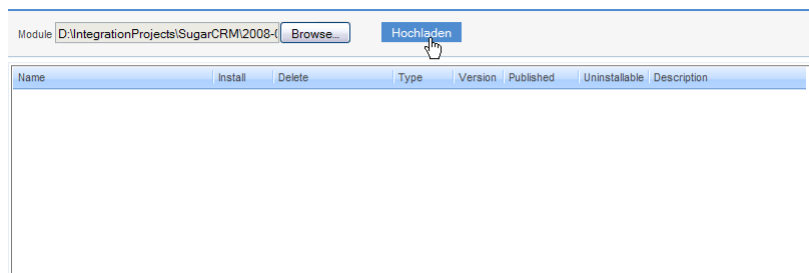 Module D:\IntegrationProjects\SugarCRM\2008-( Browse... Hochladen
Name Install Delete Type Version Published Uninstallable Description